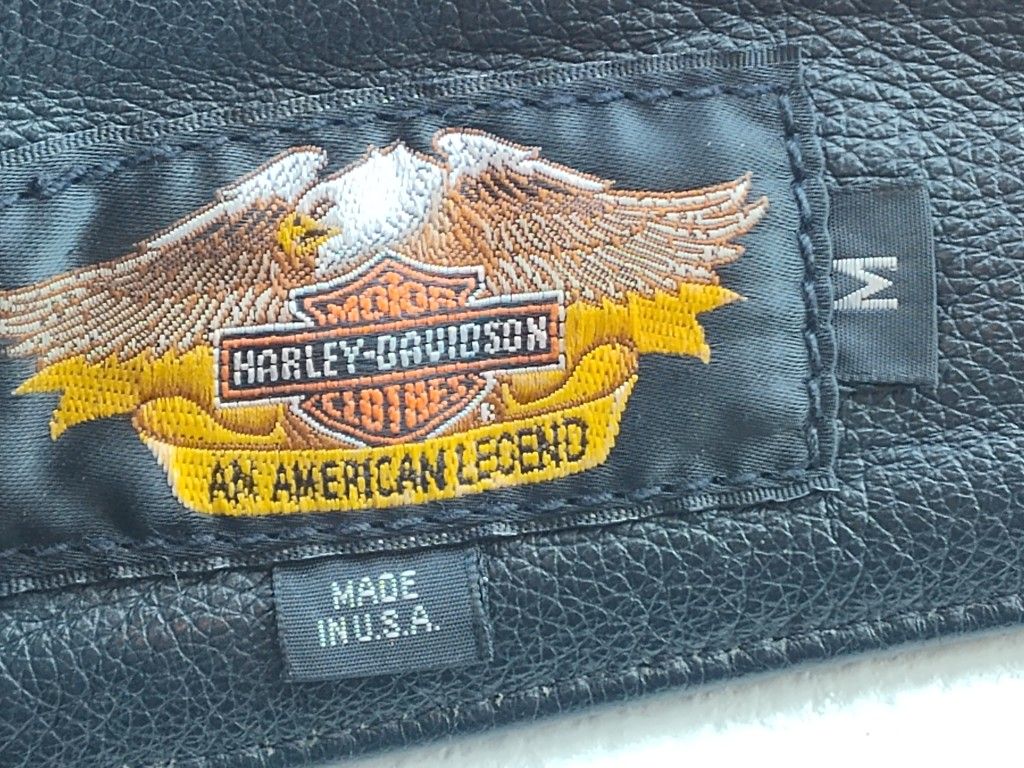 MOTOR
HARLEY-DAVIDSON
CLOTHES
®
AN AMERICAN LEGEND
M
MADE
IN U.S.A.